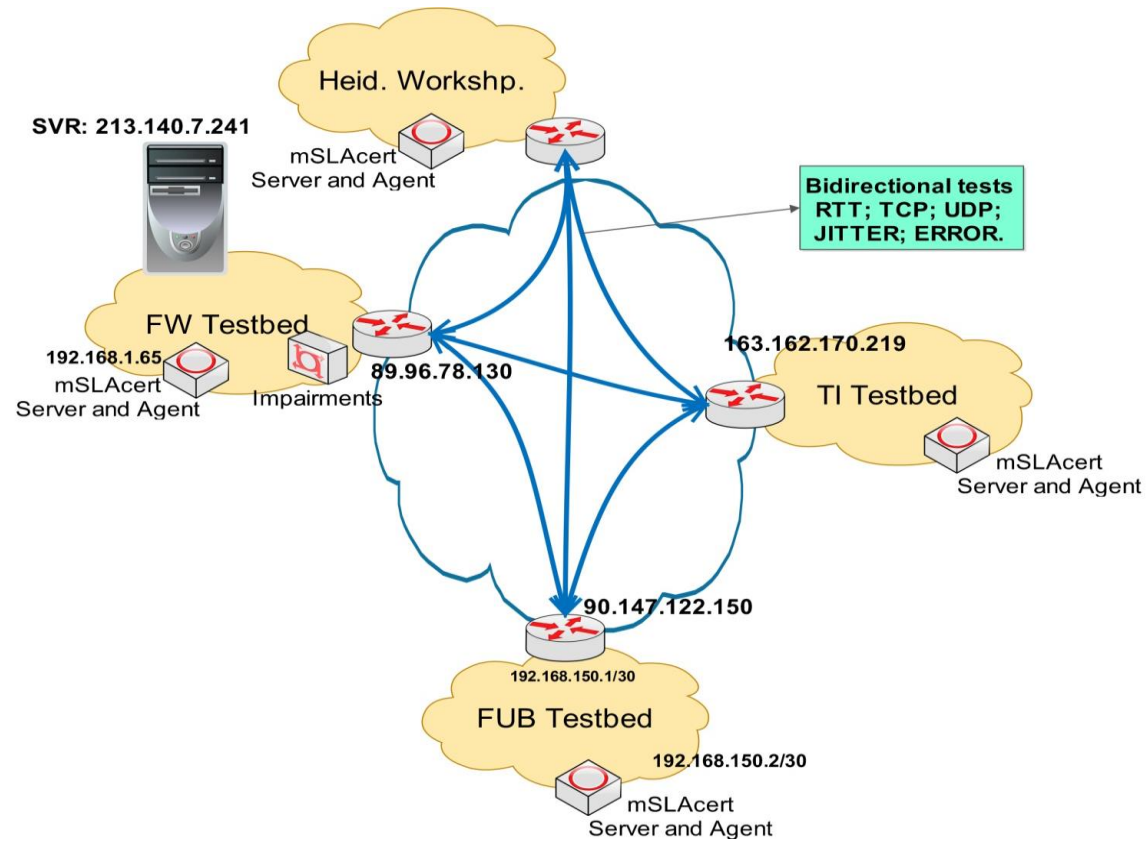 Heid. Workshp.
SVR: 213.140.7.241
mSLAcert
Server and Agent
Bidirectional tests
RTT; TCP; UDP;
JITTER; ERROR.
FW Testbed
192.168.1.65
mSLAcert
Server and Agent
Impairments
89.96.78.130
163.162.170.219
TI Testbed
mSLAcert
Server and Agent
90.147.122.150
192.168.150.1/30
FUB Testbed
192.168.150.2/30
mSLAcert
Server and Agent